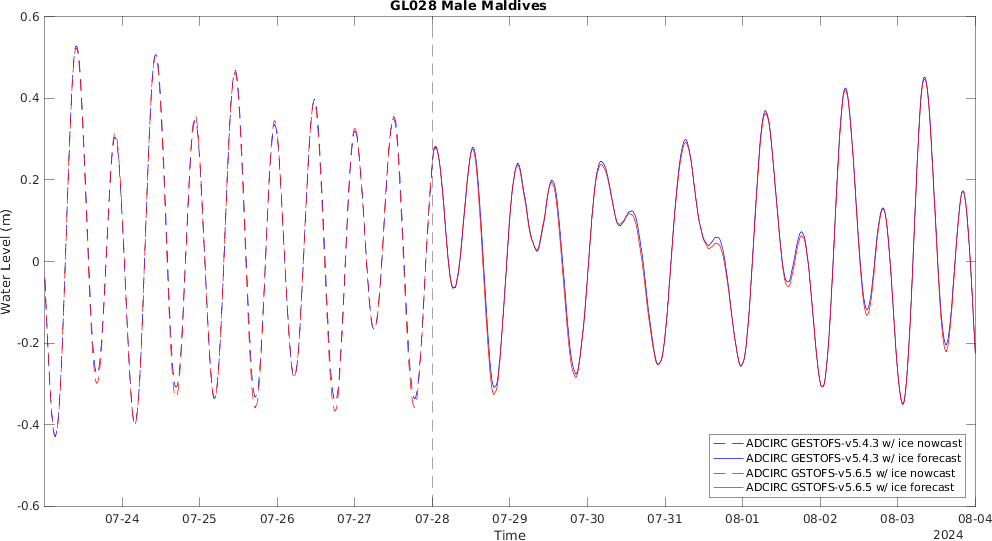 GL028 Male Maldives
0.6
0.4
0.2
0
-0.2
-0.4
-0.6
Water Level (m)
ADCIRC GESTOFS-v5.4.3 w/ ice nowcast
ADCIRC GESTOFS-v5.4.3 w/ ice forecast
ADCIRC GSTOFS-v5.6.5 w/ ice nowcast
ADCIRC GSTOFS-v5.6.5 w/ ice forecast
07-24 07-25 07-26 07-27 07-28 07-29 07-30 07-31 08-01 08-02 08-03 08-04
Time
2024